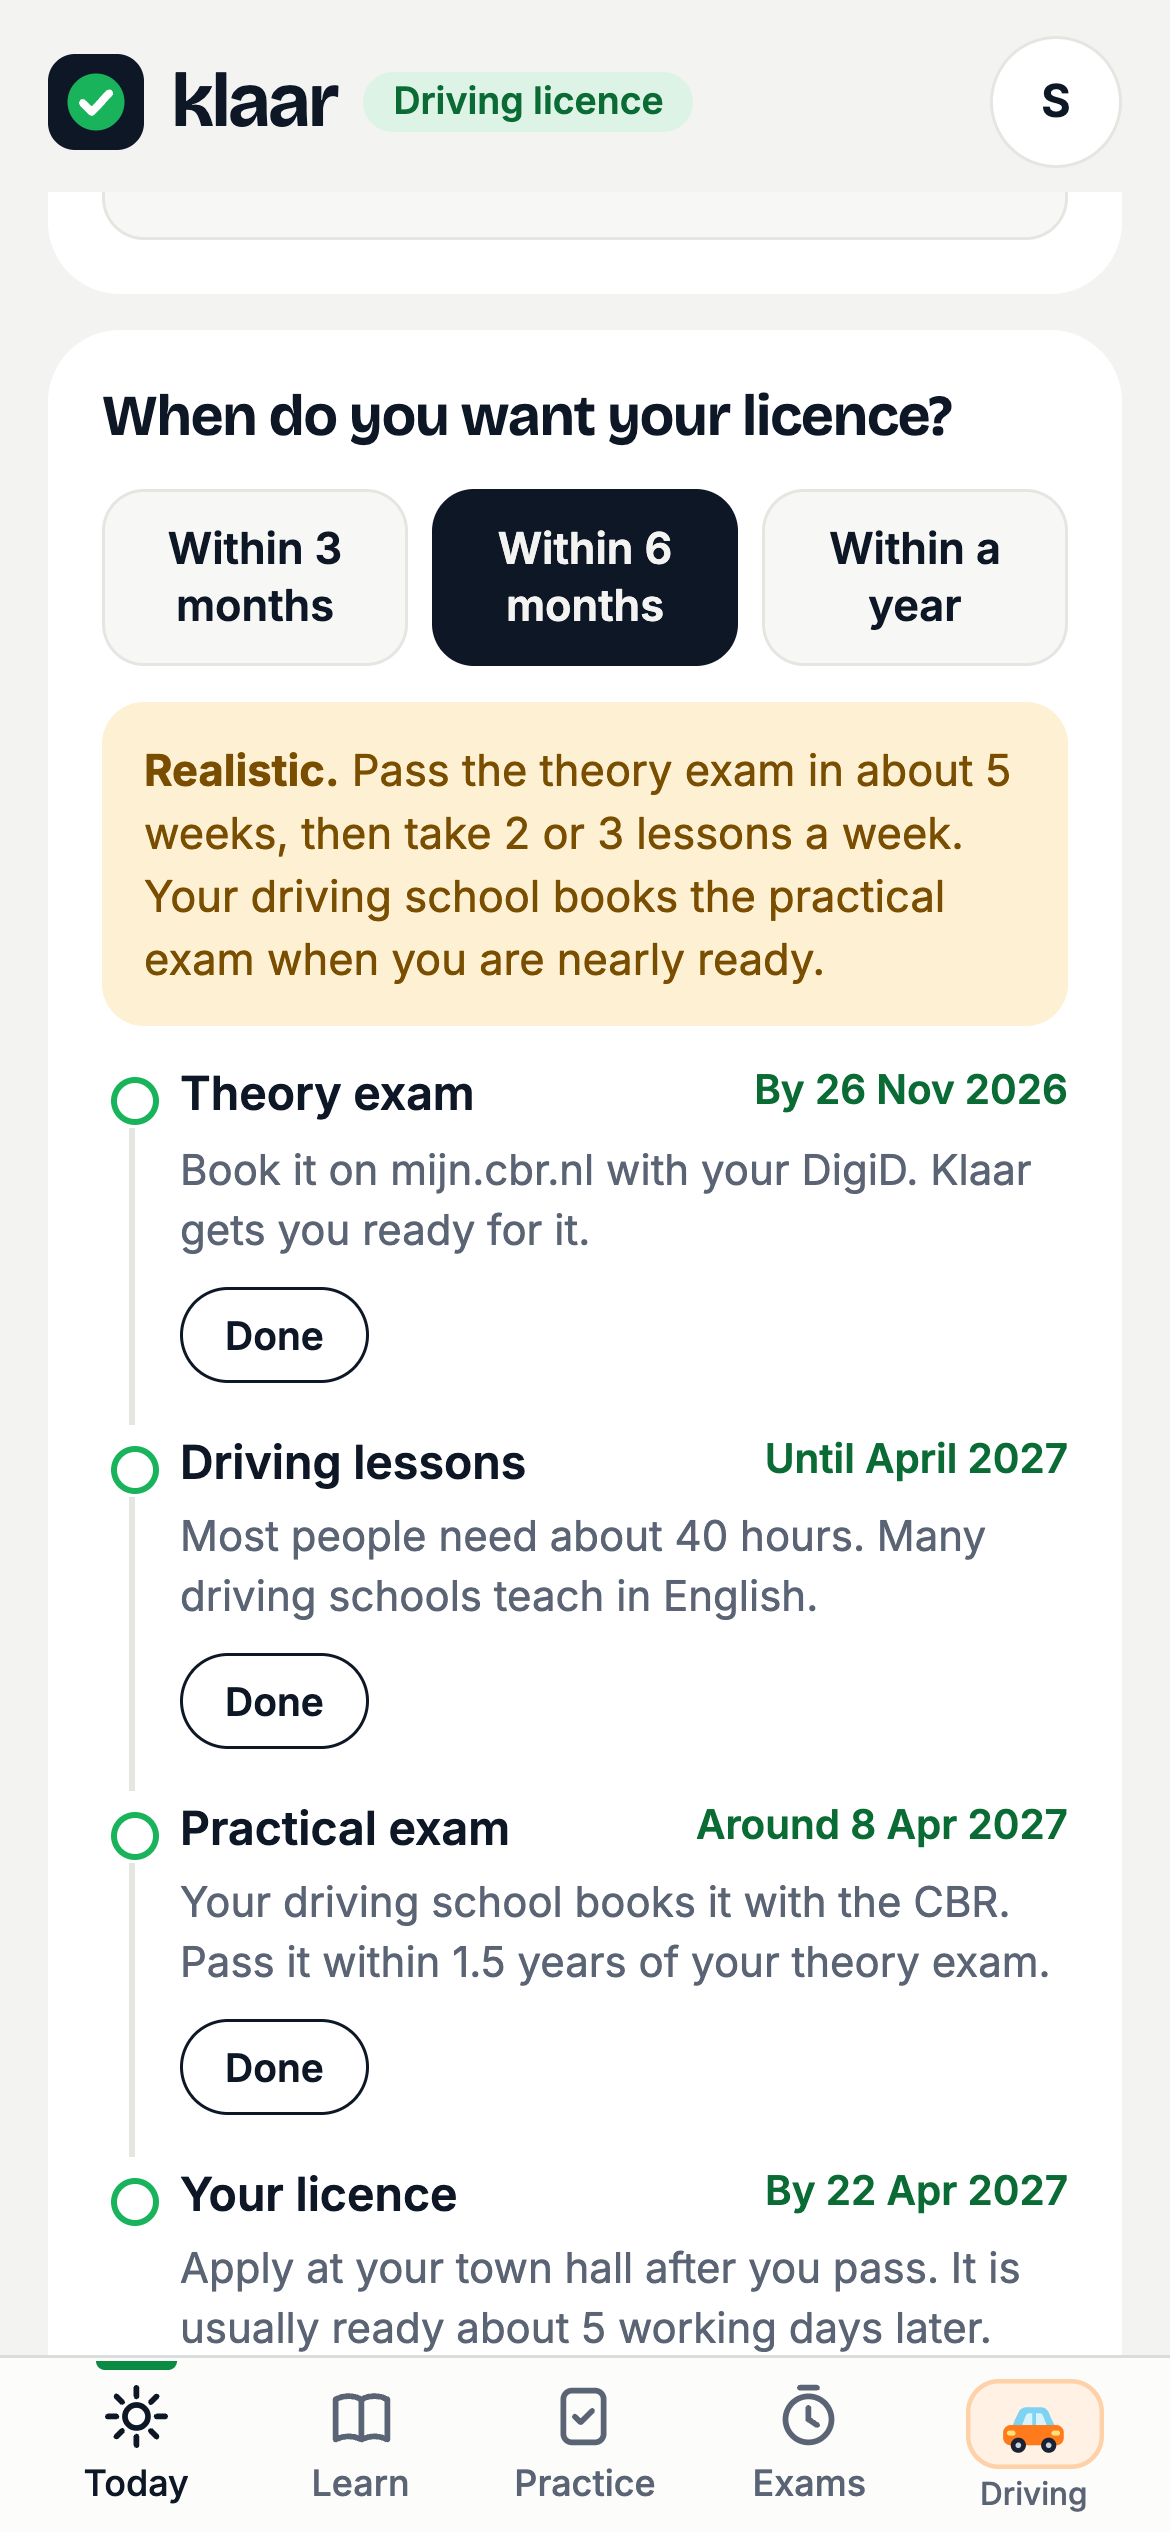 klaar
Driving licence
S
When do you want your licence?
Within 3
months
Within 6
months
Within a
year
Realistic. Pass the theory exam in about 5
weeks, then take 2 or 3 lessons a week.
Your driving school books the practical
exam when you are nearly ready.
Theory exam
By 26 Nov 2026
Book it on mijn.cbr.nl with your DigiD. Klaar
gets you ready for it.
Done
Driving lessons
Until April 2027
Most people need about 40 hours. Many
driving schools teach in English.
Done
Practical exam
Around 8 Apr 2027
Your driving school books it with the CBR.
Pass it within 1.5 years of your theory exam.
Done
Your licence
By 22 Apr 2027
Apply at your town hall after you pass. It is
usually ready about 5 working days later.
Today
Learn
Practice
Exams
Driving